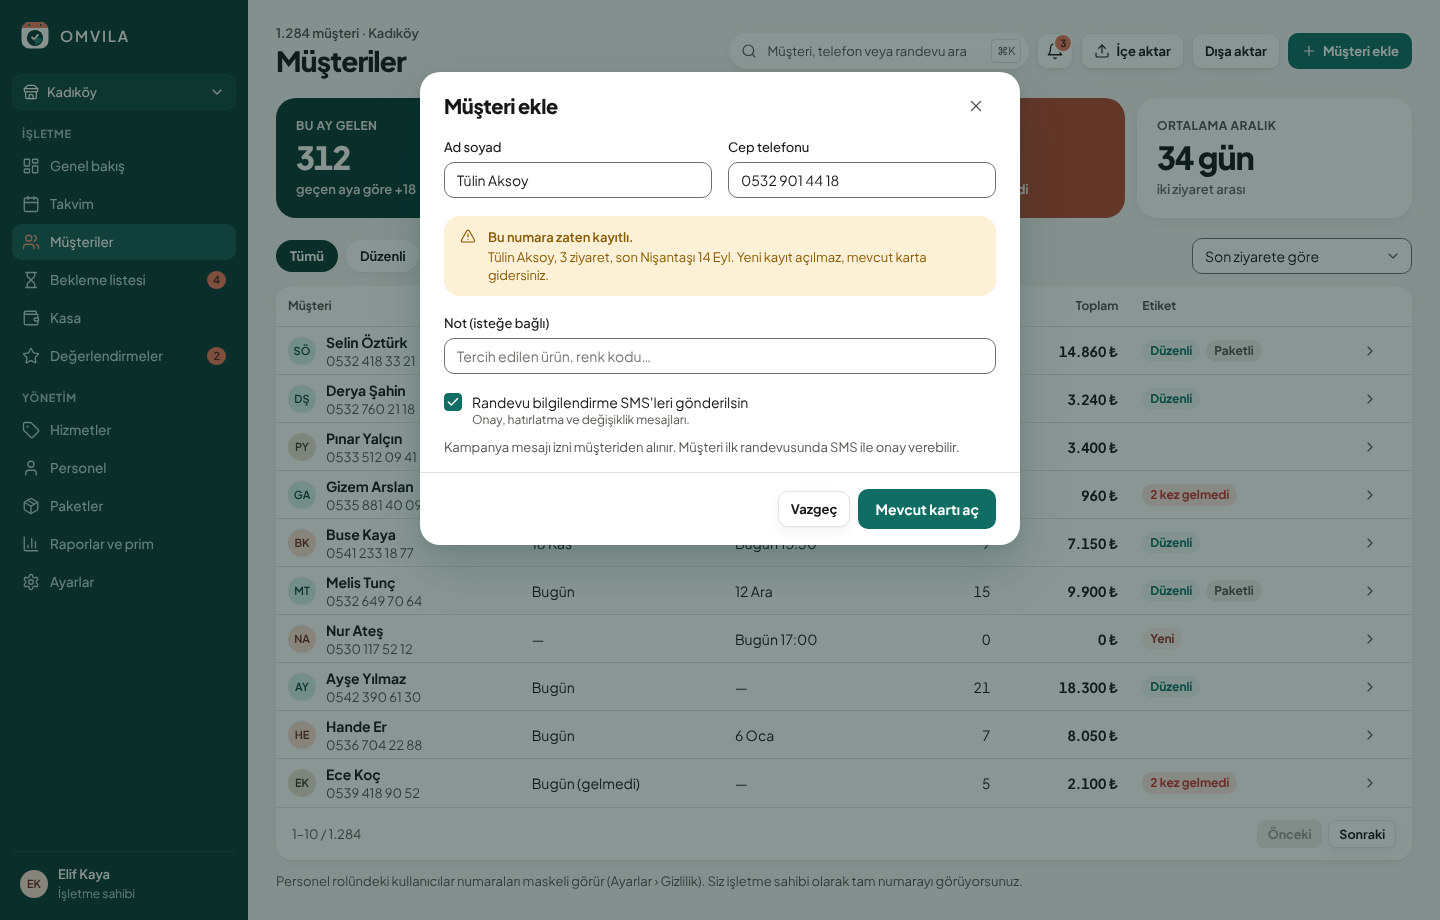 OMVILA
Kadıköy
İŞLETME
Genel bakış
Takvim
Müşteriler
Bekleme listesi
4
Kasa
Değerlendirmeler
2
YÖNETİM
Hizmetler
Personel
Paketler
Raporlar ve prim
Ayarlar
EK
Elif Kaya
İşletme sahibi
1.284 müşteri · Kadıköy
Müşteriler
Müşteri, telefon veya randevu ara
⌘K
3
İçe aktar
Dışa aktar
Müşteri ekle
BU AY GELEN
312
geçen aya göre +18
ORTALAMA ARALIK
34 gün
iki ziyaret arası
Tümü
Düzenli
Son ziyarete göre
Müşteri ekle
Ad soyad
Cep telefonu
Tülin Aksoy
0532 901 44 18
Bu numara zaten kayıtlı.
Tülin Aksoy, 3 ziyaret, son Nişantaşı 14 Eyl. Yeni kayıt açılmaz, mevcut karta
gidersiniz.
Not (isteğe bağlı)
Tercih edilen ürün, renk kodu...
Randevu bilgilendirme SMS'leri gönderilsin
Onay, hatırlatma ve değişiklik mesajları.
Kampanya mesajı izni müşteriden alınır. Müşteri ilk randevusunda SMS ile onay verebilir.
Vazgeç
Mevcut kartı aç
Müşteri Toplam Etiket
SÖ Selin Öztürk 14.860 ₺ Düzenli Paketli
0532 418 33 21
DŞ Derya Şahin 3.240 ₺ Düzenli
0532 760 21 18
PY Pınar Yalçın 3.400 ₺
0533 512 09 41
GA Gizem Arslan 960 ₺ 2 kez gelmedi
0535 881 40 09
BK Buse Kaya 7.150 ₺ Düzenli
0541 233 18 77
MT Melis Tunç Bugün 12 Ara 15 9.900 ₺ Düzenli Paketli
0532 649 70 64
NA Nur Ateş — Bugün 17:00 0 0 ₺ Yeni
0530 117 52 12
AY Ayşe Yılmaz Bugün — 21 18.300 ₺ Düzenli
0542 390 61 30
HE Hande Er Bugün 6 Oca 7 8.050 ₺
0536 704 22 88
EK Ece Koç Bugün (gelmedi) — 5 2.100 ₺ 2 kez gelmedi
0539 418 90 52
1–10 / 1.284
Önceki
Sonraki
Personel rolündeki kullanıcılar numaraları maskeli görür (Ayarlar › Gizlilik). Siz işletme sahibi olarak tam numarayı görüyorsunuz.